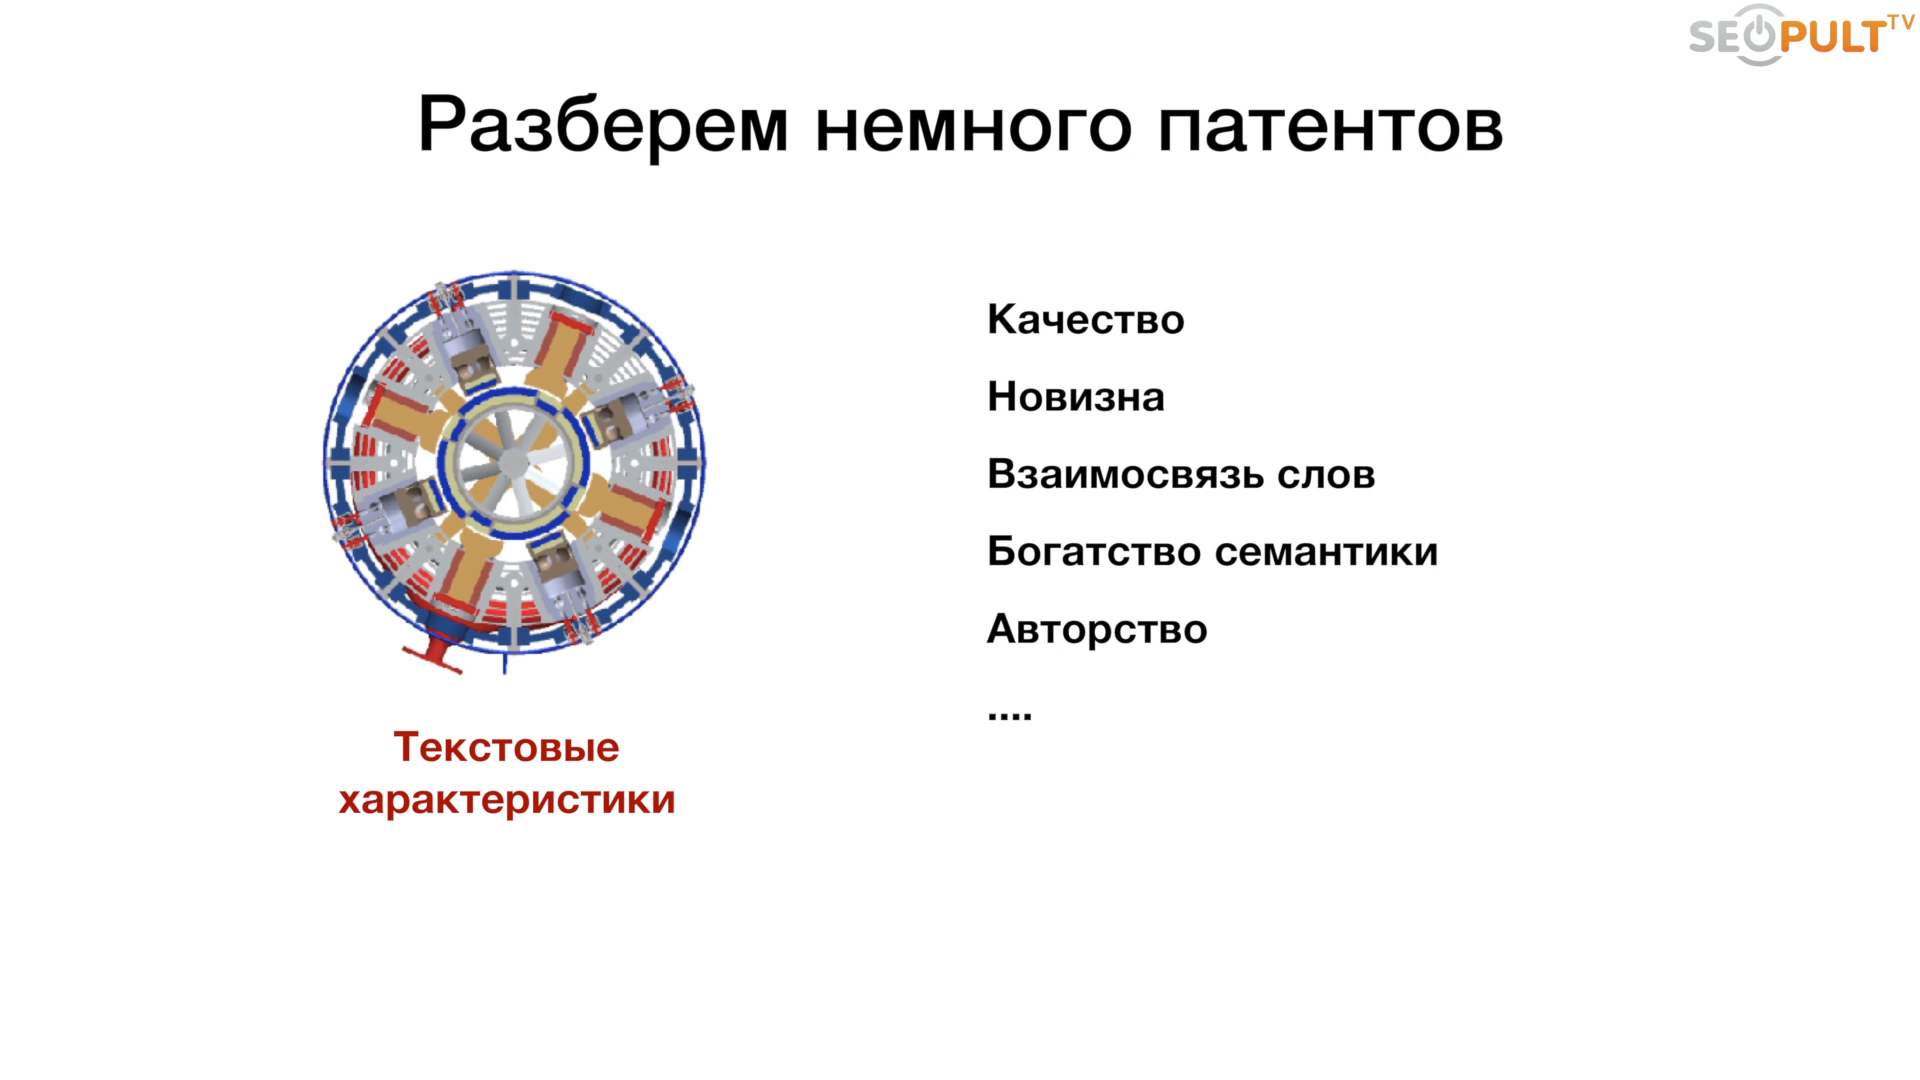 SEOPULT TV
Разберем немного патентов
Качество
Новизна
Взаимосвязь слов
Богатство семантики
Авторство
....
Текстовые
характеристики